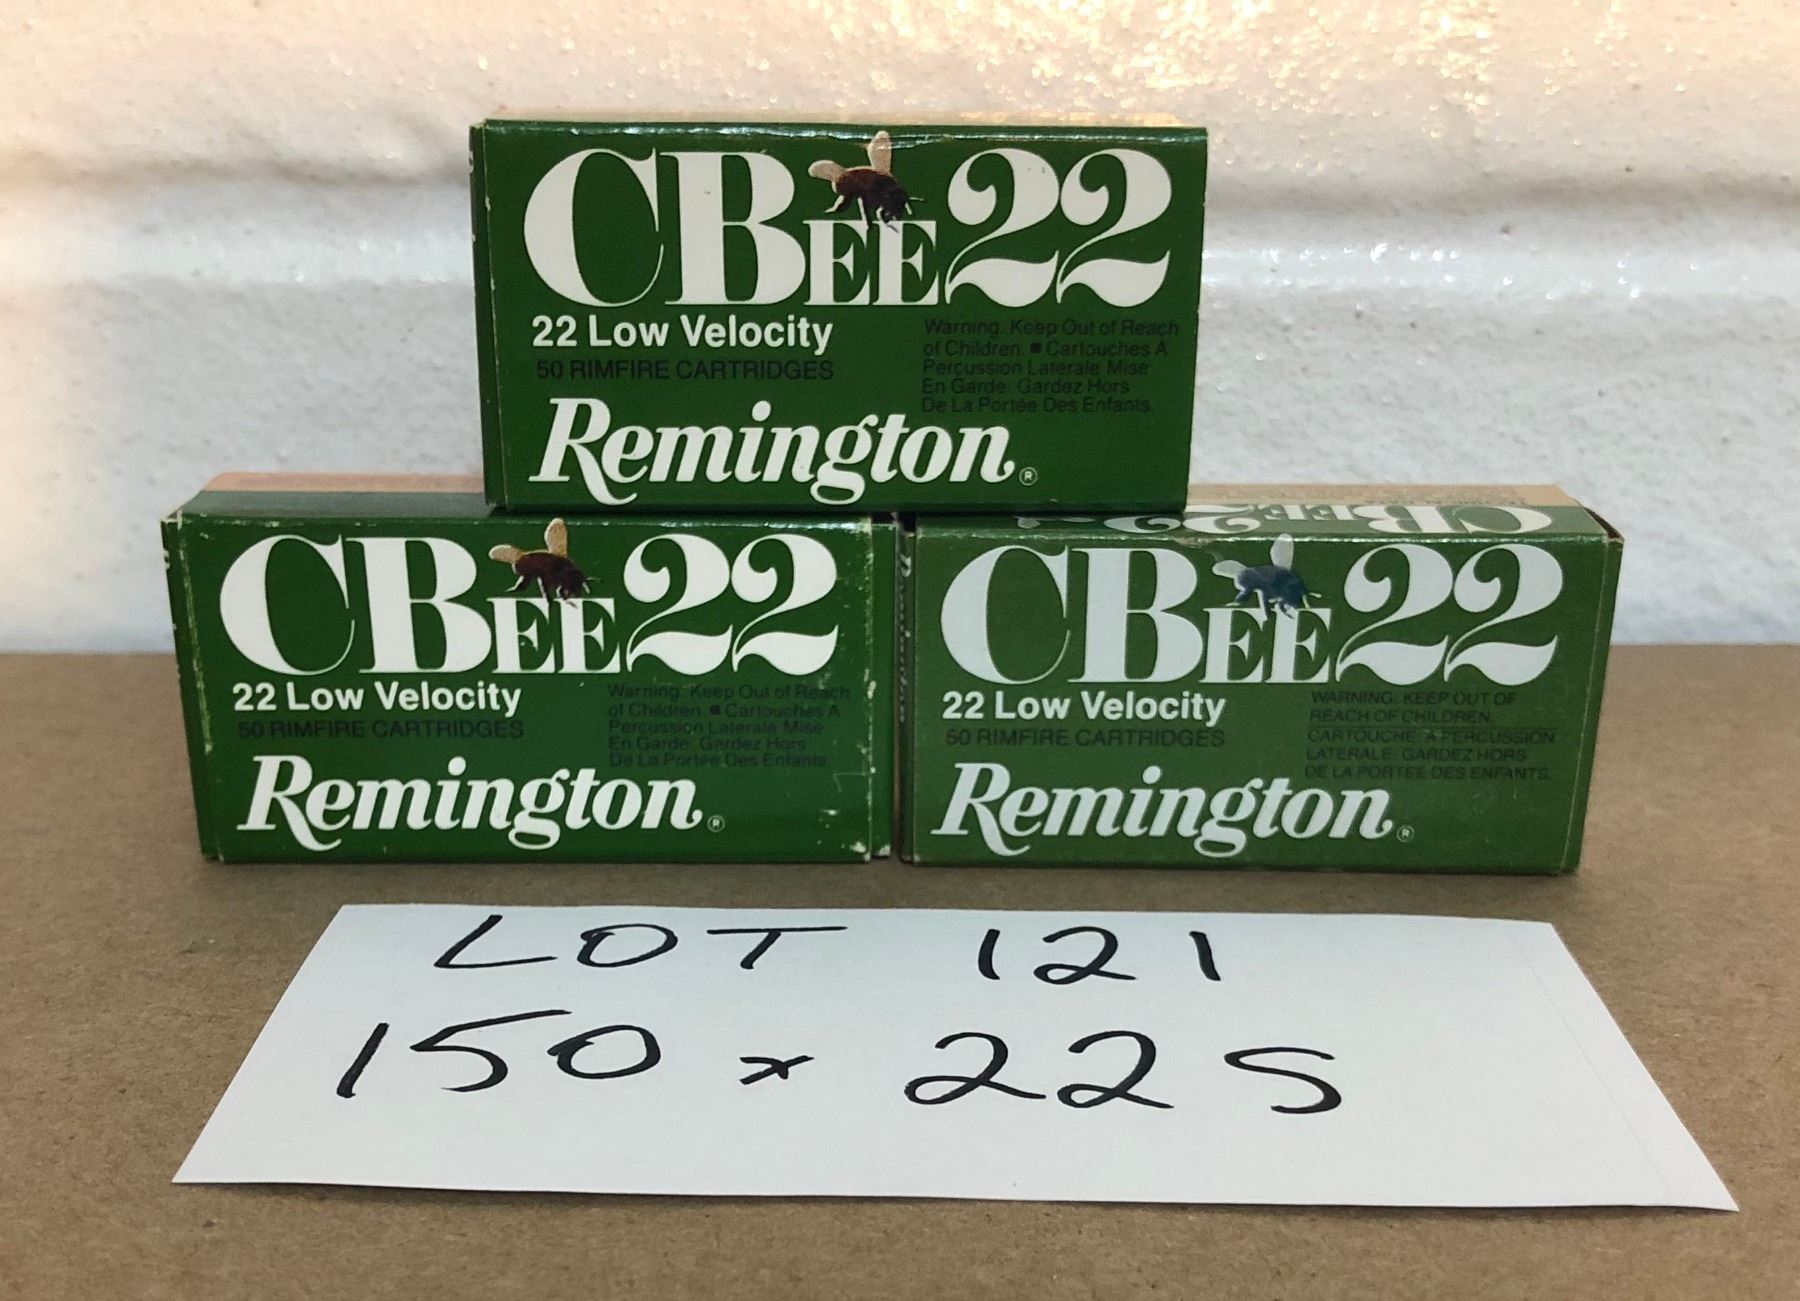 CBEE22
22 Low Velocity
50 RIMFIRE CARTRIDGES
Warning: Keep Out of Reach
of Children. ■ Cartouches A
Percussion Laterale Mise
En Garde: Gardez Hors
De La Portée Des Enfants.
Remington®
CBEE22
22 Low Velocity
50 RIMFIRE CARTRIDGES
Warning: Keep Out of Reach
of Children. ■ Cartouches A
Percussion Laterale Mise
En Garde: Gardez Hors
De La Portée Des Enfants.
Remington®
CBEE22
CBEE22
22 Low Velocity
50 RIMFIRE CARTRIDGES
WARNING: KEEP OUT OF
REACH OF CHILDREN.
CARTOUCHE A PERCUSSION
LATERALE. GARDEZ HORS
DE LA PORTEE DES ENFANTS.
Remington®
LOT 121
150 x 22 S